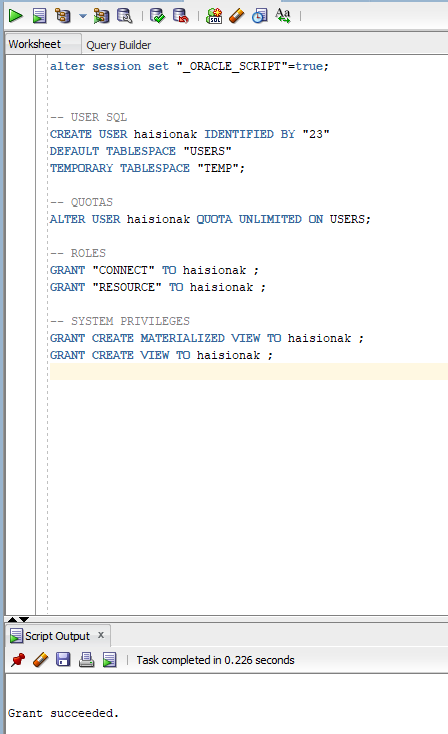 Worksheet Query Builder
alter session set "_ORACLE_SCRIPT"=true;
-- USER SQL
CREATE USER haisionak IDENTIFIED BY "23"
DEFAULT TABLESPACE "USERS"
TEMPORARY TABLESPACE "TEMP";
-- QUOTAS
ALTER USER haisionak QUOTA UNLIMITED ON USERS;
-- ROLES
GRANT "CONNECT" TO haisionak ;
GRANT "RESOURCE" TO haisionak ;
-- SYSTEM PRIVILEGES
GRANT CREATE MATERIALIZED VIEW TO haisionak ;
GRANT CREATE VIEW TO haisionak ;
Script Output x
Task completed in 0.226 seconds
Grant succeeded.